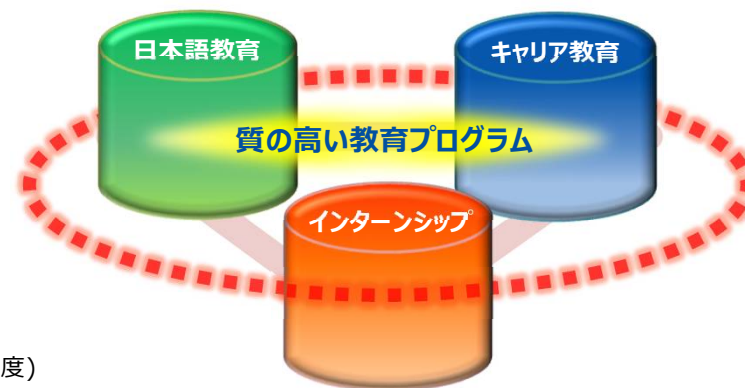 日本語教育
キャリア教育
質の高い教育プログラム
インターンシップ
度)